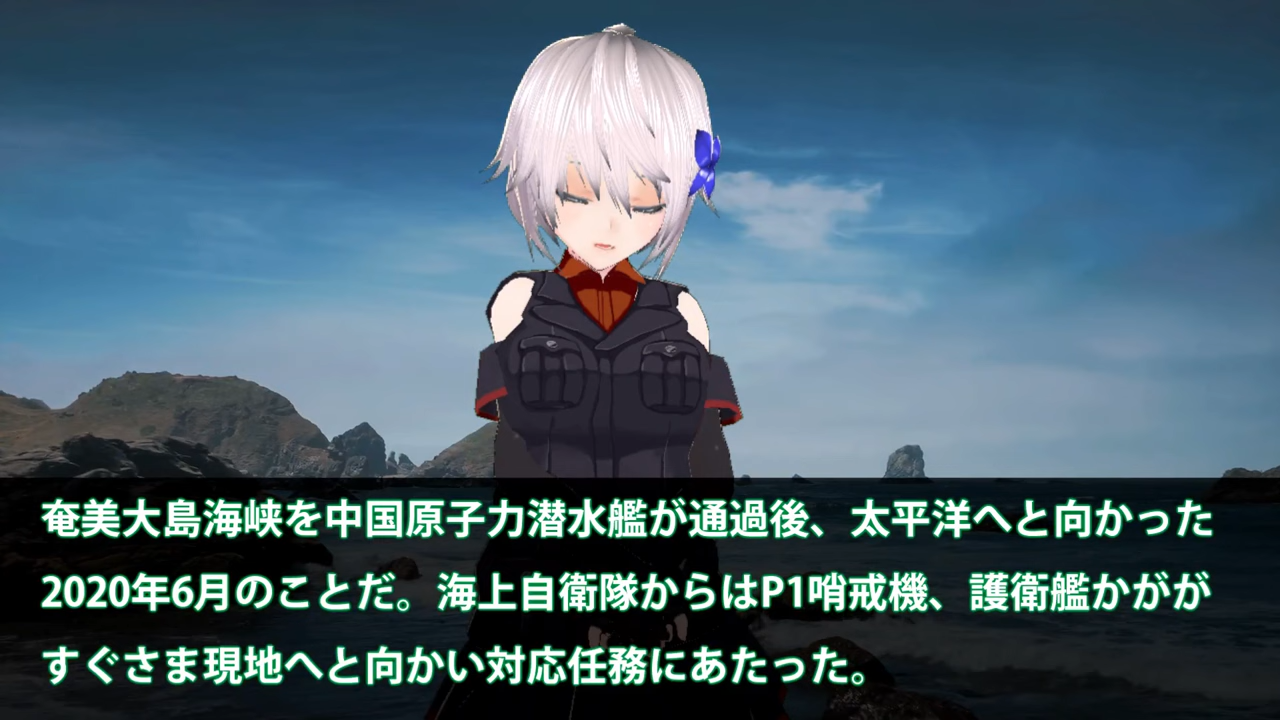 奄美大島海峡を中国原子力潜水艦が通過後、太平洋へと向かった
2020年6月のことだ。海上自衛隊からはP1哨戒機、護衛艦かがが
すぐさま現地へと向かい対応任務にあたった。